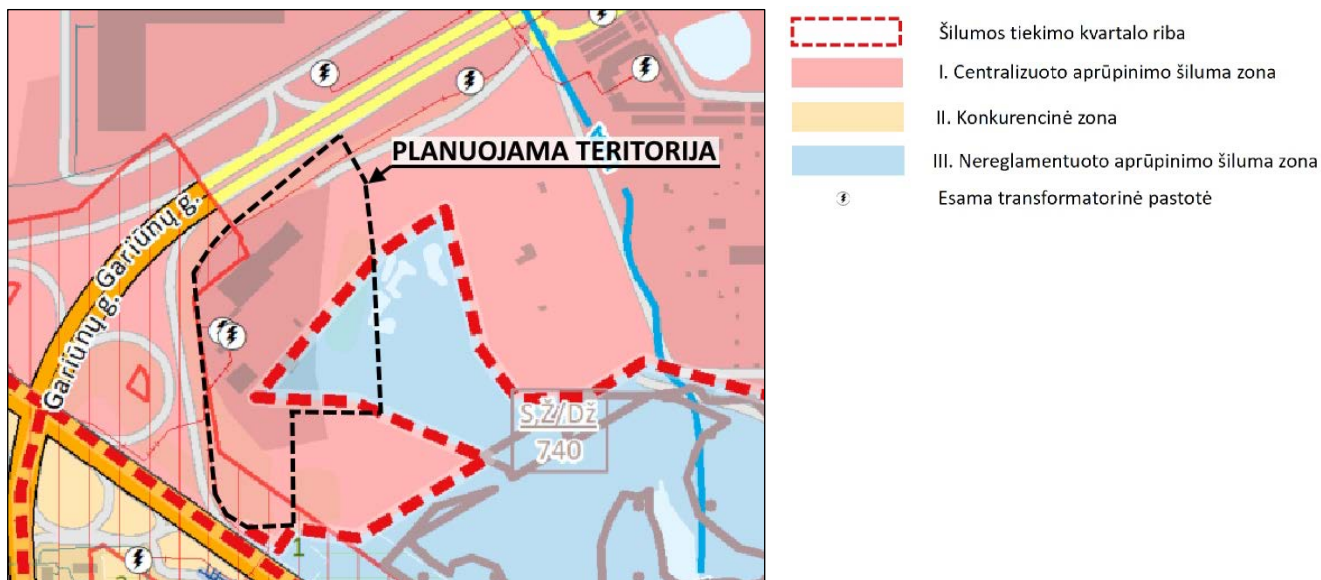 PLANUOJAMA TERITORIJA
Gariūnų g.
Gariūnų g.
S,Ž/Dž
740
1
Šilumos tiekimo kvartalo riba
I. Centralizuoto aprūpinimo šiluma zona
II. Konkurencinė zona
III. Nereglamentuoto aprūpinimo šiluma zona
Esama transformatorinė pastotė